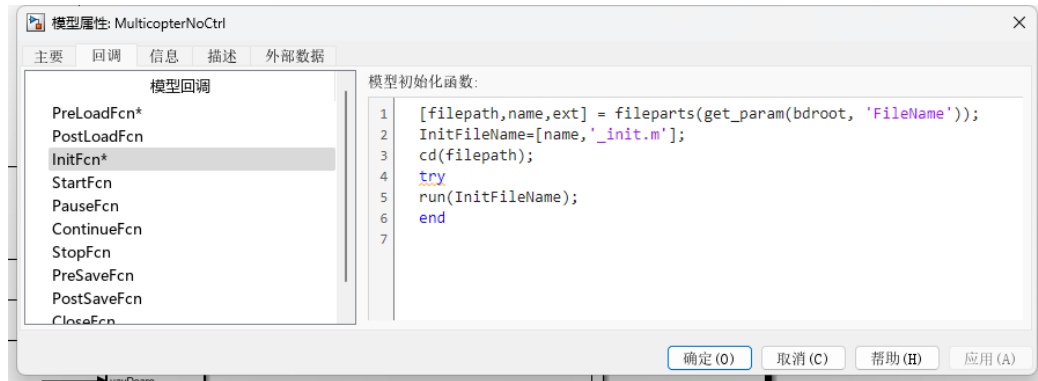 模型属性: MulticopterNoCtrl
主要 回调 信息 描述 外部数据
模型回调
PreLoadFcn*
PostLoadFcn
InitFcn*
StartFcn
PauseFcn
ContinueFcn
StopFcn
PreSaveFcn
PostSaveFcn
CloseFcn
模型初始化函数:
1 [filepath,name,ext] = fileparts(get_param(bdroot, 'FileName'));
2 InitFileName=[name,'_init.m'];
3 cd(filepath);
4 try
5 run(InitFileName);
6 end
7
确定(O) 取消(C) 帮助(H) 应用(A)